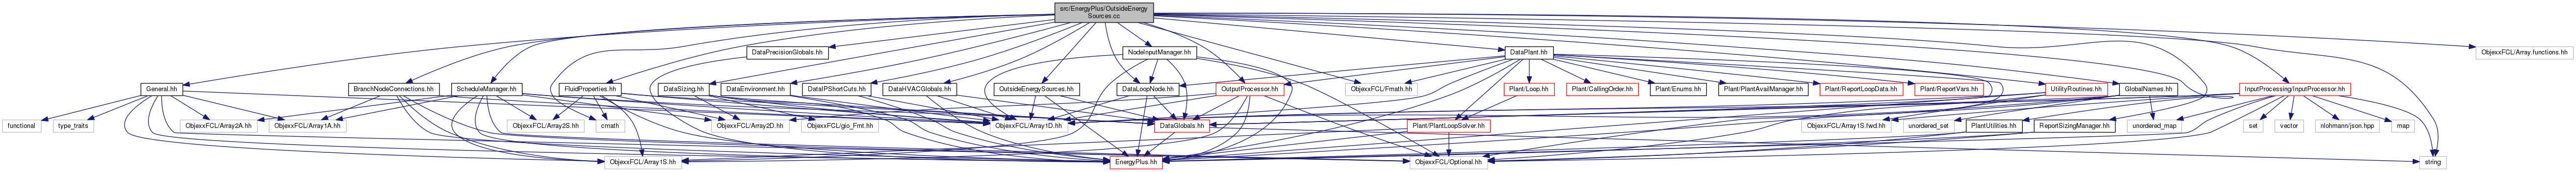 src/EnergyPlus/OutsideEnergy
Sources.cc
DataPrecisionGlobals.hh
NodeInputManager.hh
DataPlant.hh
ObjexxFCL/Array.functions.hh
General.hh
BranchNodeConnections.hh
ScheduleManager.hh
FluidProperties.hh
DataSizing.hh
DataEnvironment.hh
DataIPShortCuts.hh
DataHVACGlobals.hh
OutsideEnergySources.hh
DataLoopNode.hh
OutputProcessor.hh
ObjexxFCL/Fmath.hh
Plant/Loop.hh
Plant/CallingOrder.hh
Plant/Enums.hh
Plant/PlantAvailManager.hh
Plant/ReportLoopData.hh
Plant/ReportVars.hh
UtilityRoutines.hh
GlobalNames.hh
InputProcessing/InputProcessor.hh
functional
type_traits
ObjexxFCL/Array2A.hh
ObjexxFCL/Array1A.hh
ObjexxFCL/Array2S.hh
cmath
ObjexxFCL/Array2D.hh
ObjexxFCL/gio_Fmt.hh
ObjexxFCL/Array1D.hh
DataGlobals.hh
Plant/PlantLoopSolver.hh
ObjexxFCL/Array1S.fwd.hh
unordered_set
PlantUtilities.hh
ReportSizingManager.hh
unordered_map
set
vector
nlohmann/json.hpp
map
ObjexxFCL/Array1S.hh
EnergyPlus.hh
ObjexxFCL/Optional.hh
string